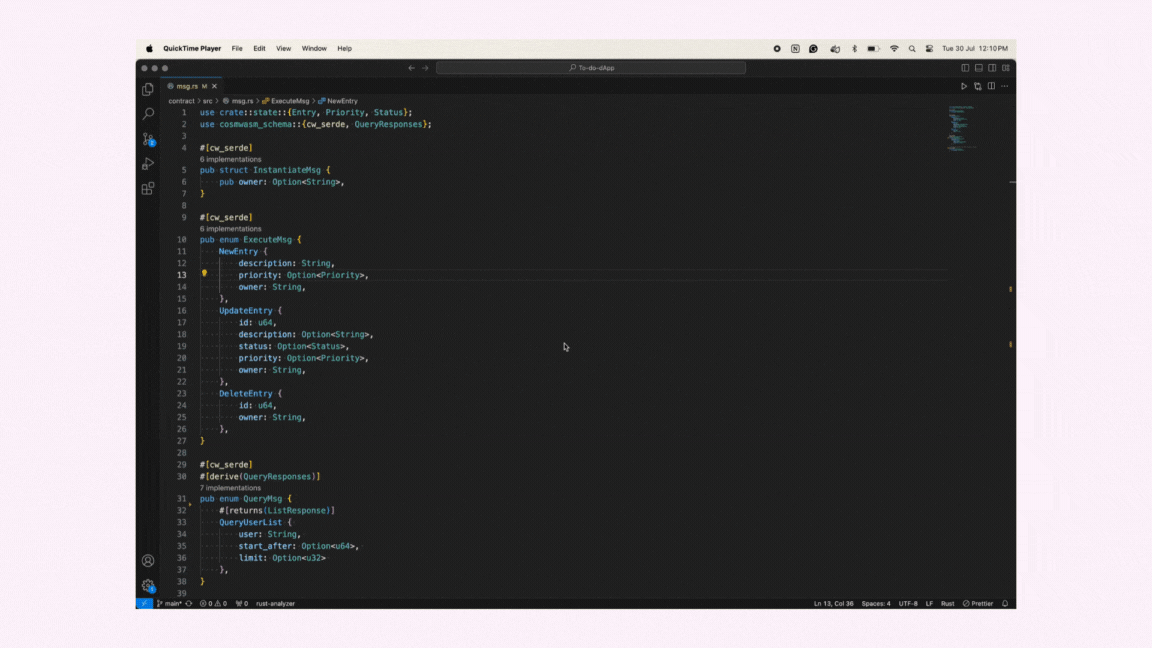 QuickTime Player File Edit View Window Help Tue 30 Jul 12:10 PM
To-do-dApp
msg.rs M
contract > src > msg.rs > ExecuteMsg > NewEntry
1 use crate::state::{Entry, Priority, Status};
2 use cosmwasm_schema::{cw_serde, QueryResponses};
3
4 #[cw_serde]
6 implementations
5 pub struct InstantiateMsg {
6 pub owner: Option<String>,
7 }
8
9 #[cw_serde]
6 implementations
10 pub enum ExecuteMsg {
11 NewEntry {
12 description: String,
13 priority: Option<Priority>,
14 owner: String,
15 },
16 UpdateEntry {
17 id: u64,
18 description: Option<String>,
19 status: Option<Status>,
20 priority: Option<Priority>,
21 owner: String,
22 },
23 DeleteEntry {
24 id: u64,
25 owner: String,
26 },
27 }
28
29 #[cw_serde]
30 #[derive(QueryResponses)]
7 implementations
31 pub enum QueryMsg {
32 #[returns(ListResponse)]
33 QueryUserList {
34 user: String,
35 start_after: Option<u64>,
36 limit: Option<u32>
37 },
38 }
39
main* 0 0 0 rust-analyzer Ln 13, Col 36 Spaces: 4 UTF-8 LF Rust Prettier